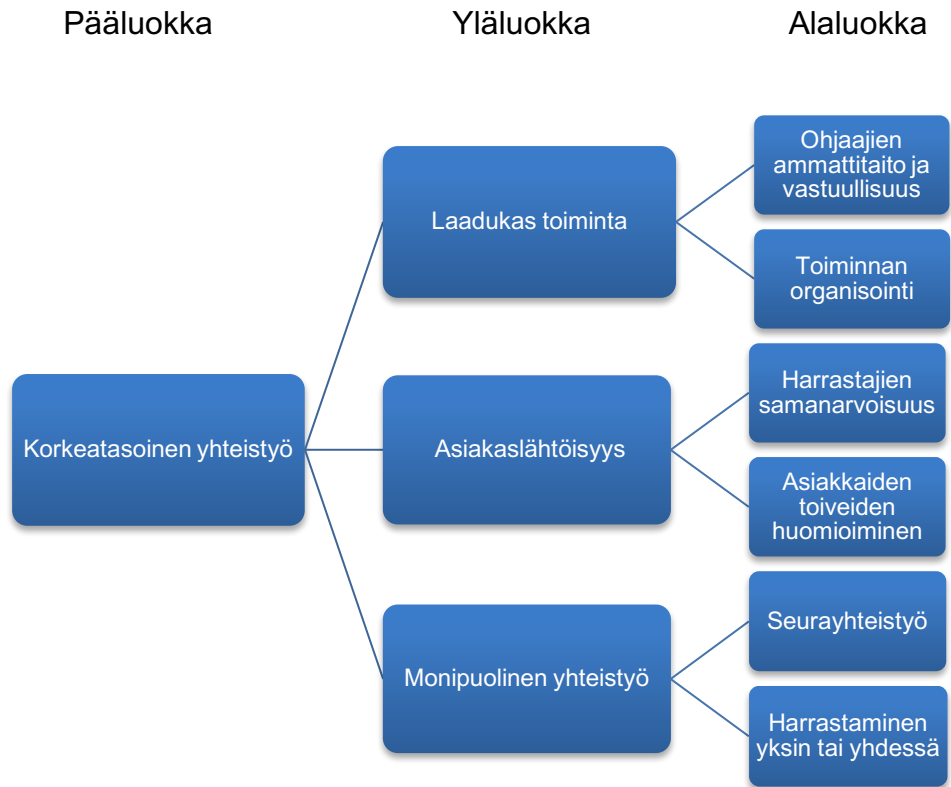 Pääluokka
Yläluokka
Alaluokka
Korkeatasoinen yhteistyö
Laadukas toiminta
Ohjaajien
ammattitaito ja
vastuullisuus
Toiminnan
organisointi
Asiakaslähtöisyys
Harrastajien
samanarvoisuus
Asiakkaiden
toiveiden
huomioiminen
Monipuolinen yhteistyö
Seurayhteistyö
Harrastaminen
yksin tai yhdessä